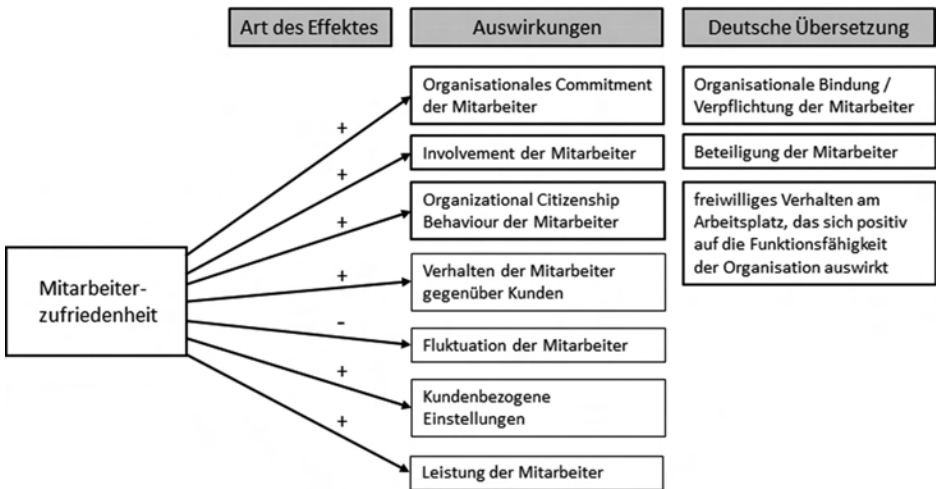 Art des Effektes
Auswirkungen
Deutsche Übersetzung
Mitarbeiter-
zufriedenheit
+
Organisationales Commitment
der Mitarbeiter
Organisationale Bindung /
Verpflichtung der Mitarbeiter
+
Involvement der Mitarbeiter
Beteiligung der Mitarbeiter
+
Organizational Citizenship
Behaviour der Mitarbeiter
freiwilliges Verhalten am
Arbeitsplatz, das sich positiv
auf die Funktionsfähigkeit
der Organisation auswirkt
+
Verhalten der Mitarbeiter
gegenüber Kunden
-
Fluktuation der Mitarbeiter
+
Kundenbezogene
Einstellungen
+
Leistung der Mitarbeiter